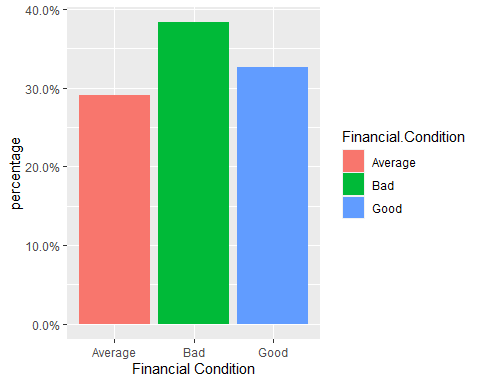 40.0%
30.0%
20.0%
10.0%
0.0%
percentage
Average Bad Good
Financial Condition
Financial.Condition
Average
Bad
Good